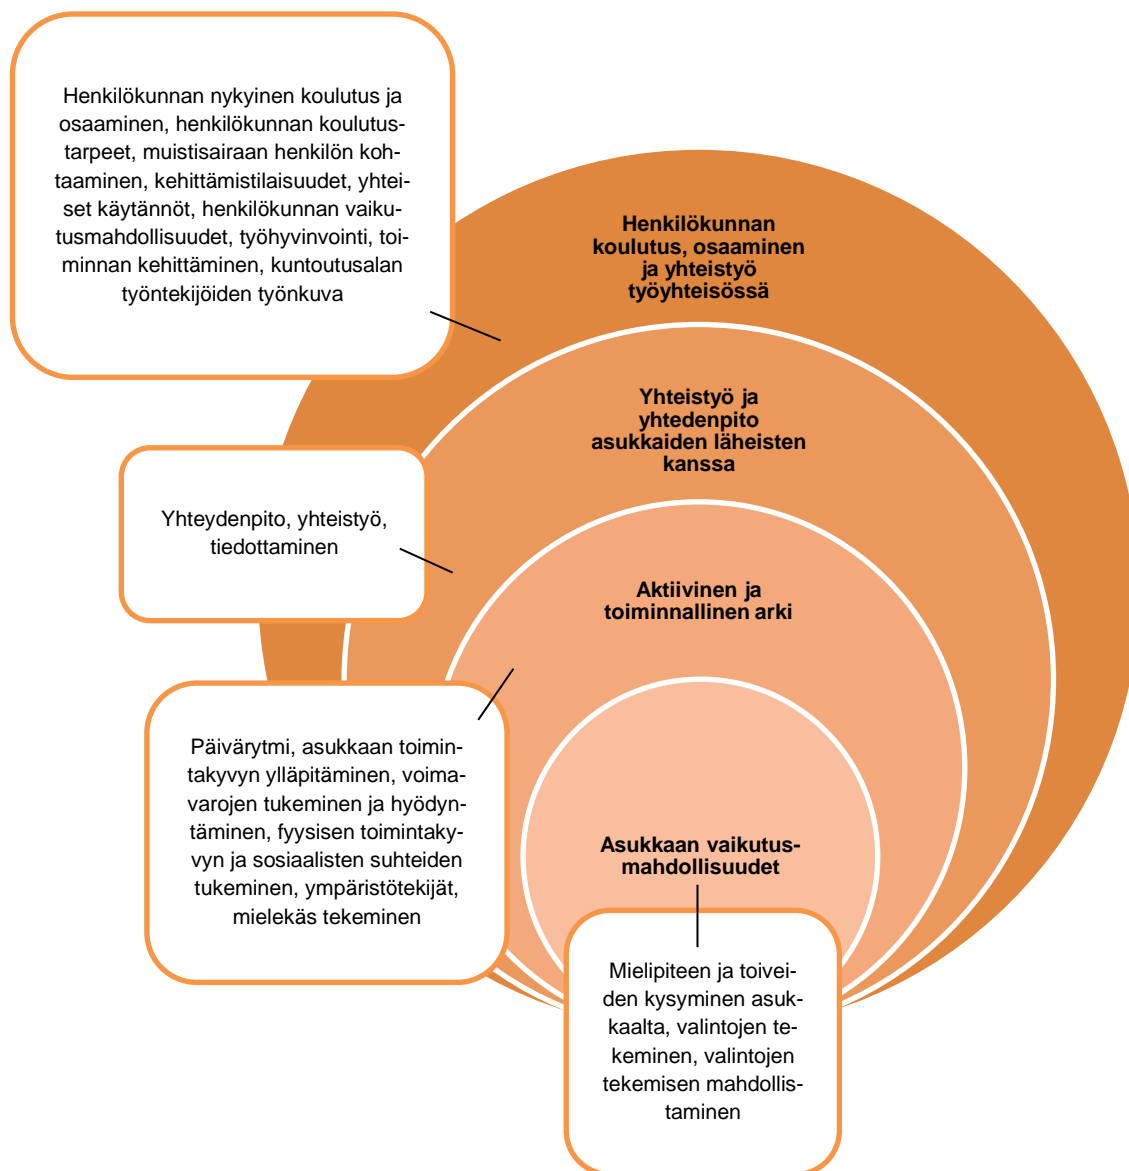 Henkilökunnan nykyinen koulutus ja
osaaminen, henkilökunnan koulutus-
tarpeet, muistisairaan henkilön koh-
taaminen, kehittämistilaisuudet, yhtei-
set käytännöt, henkilökunnan vaiku-
tusmahdollisuudet, työhyvinvointi, toi-
minnan kehittäminen, kuntoutusalan
työntekijöiden työnkuva
Henkilökunnan
koulutus, osaaminen
ja yhteistyö
työyhteisössä
Yhteistyö ja
yhtedenpito
asukkaiden läheisten
kanssa
Yhteydenpito, yhteistyö,
tiedottaminen
Aktiivinen ja
toiminnallinen arki
Päivärytmi, asukkaan toimin-
takyvyn ylläpitäminen, voima-
varojen tukeminen ja hyödyn-
täminen, fyysisen toimintaky-
vyn ja sosiaalisten suhteiden
tukeminen, ympäristötekijät,
mielekäs tekeminen
Asukkaan vaikutus-
mahdollisuudet
Mielipiteen ja toivei-
den kysyminen asuk-
kaalta, valintojen te-
keminen, valintojen
tekemisen mahdollis-
taminen